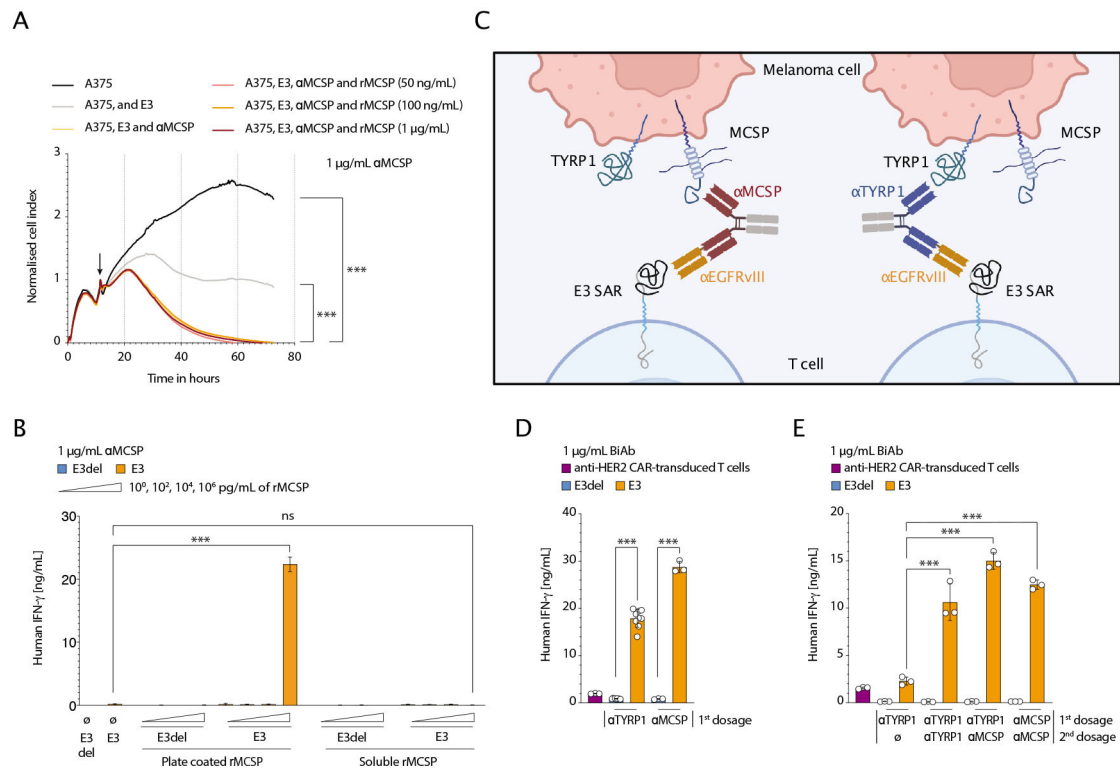 A
A375
A375, and E3
A375, E3 and αMCSP
A375, E3, αMCSP and rMCSP (50 ng/mL)
A375, E3, αMCSP and rMCSP (100 ng/mL)
A375, E3, αMCSP and rMCSP (1 µg/mL)
1 µg/mL αMCSP
Normalised cell index
3
2
1
0
0 20 40 60 80
Time in hours
***
***
C
Melanoma cell
TYRP1
MCSP
αMCSP
αEGFRvIII
E3 SAR
TYRP1
MCSP
αTYRP1
αEGFRvIII
E3 SAR
T cell
B
1 µg/mL αMCSP
E3del E3
10⁰, 10², 10⁴, 10⁶ pg/mL of rMCSP
Human IFN-γ [ng/mL]
30
20
10
0
ns
***
ø ø
E3 del E3 E3del E3 E3del E3
Plate coated rMCSP Soluble rMCSP
D
1 µg/mL BiAb
anti-HER2 CAR-transduced T cells
E3del E3
Human IFN-γ [ng/mL]
40
30
20
10
0
*** ***
αTYRP1 αMCSP 1st dosage
E
1 µg/mL BiAb
anti-HER2 CAR-transduced T cells
E3del E3
Human IFN-γ [ng/mL]
20
15
10
5
0
***
***
***
αTYRP1 αTYRP1 αTYRP1 αMCSP 1st dosage
ø αTYRP1 αMCSP αMCSP 2nd dosage